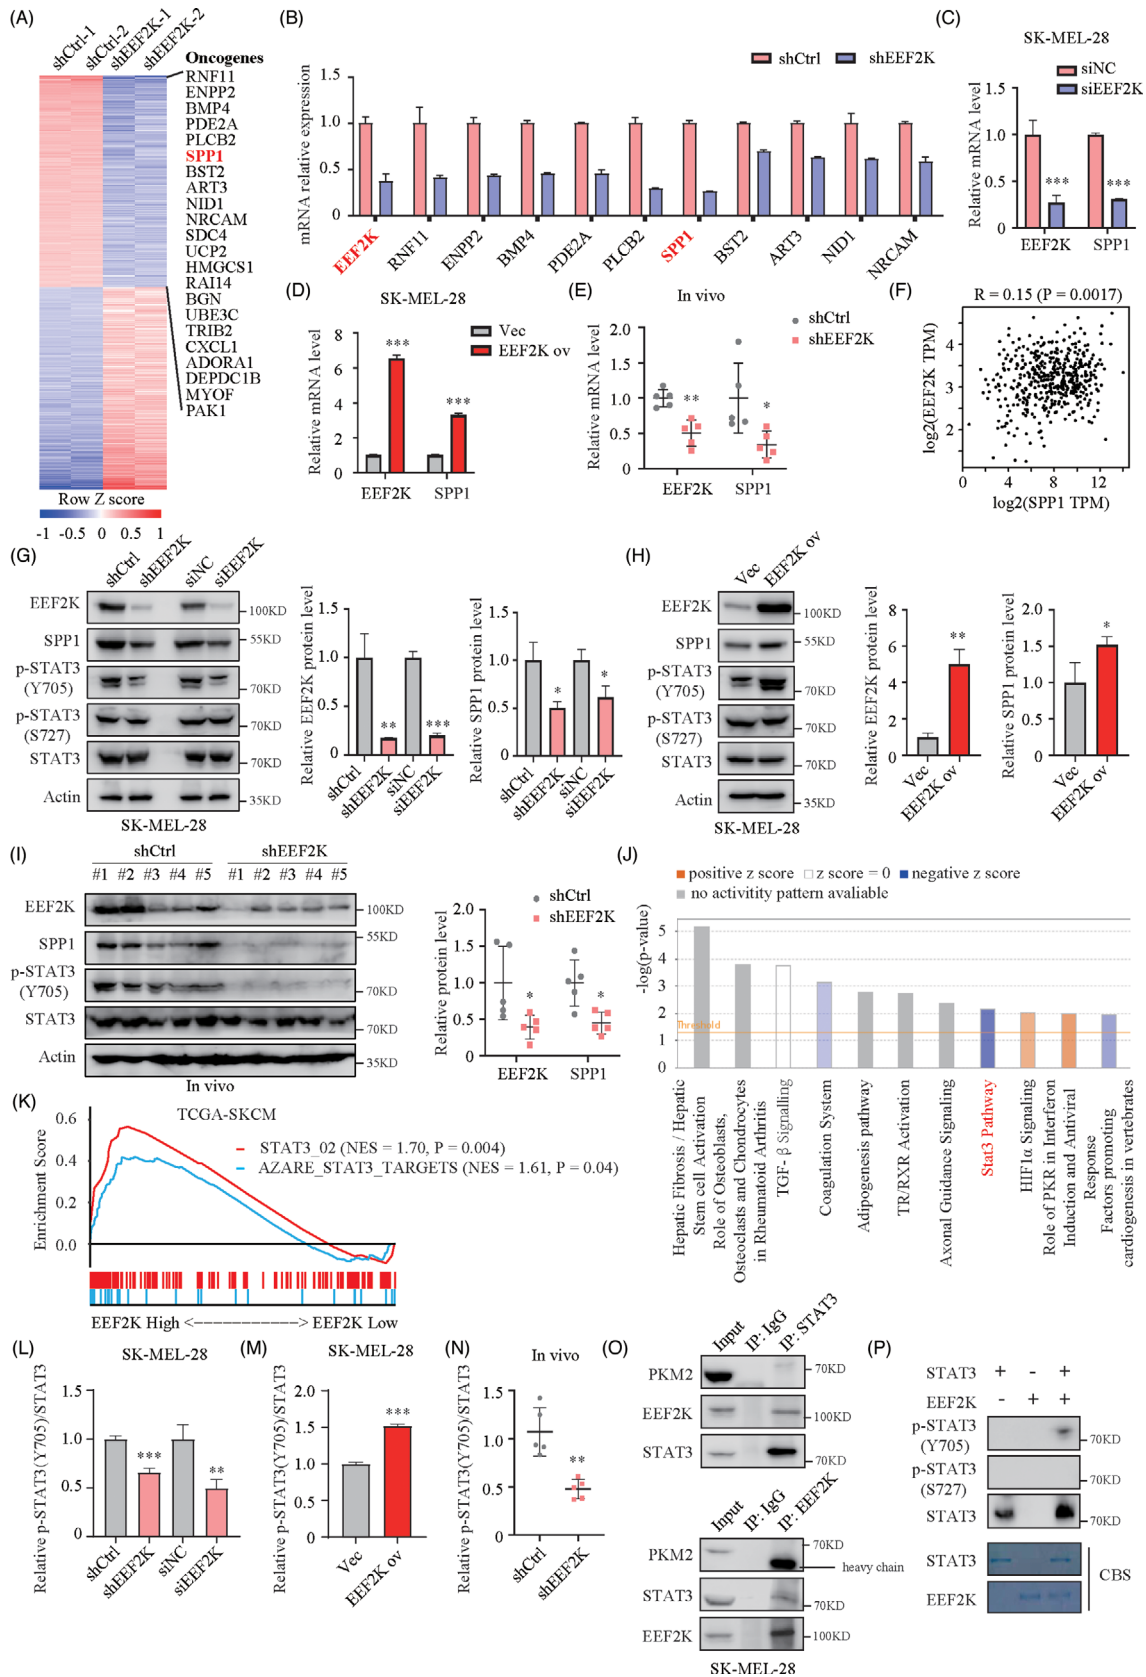 (A)
shCtrl-1
shCtrl-2
shEEF2K-1
shEEF2K-2
Oncogenes
RNF11
ENPP2
BMP4
PDE2A
PLCB2
SPP1
BST2
ART3
NID1
NRCAM
SDC4
UCP2
HMGCS1
RAI14
BGN
UBE3C
TRIB2
CXCL1
ADORA1
DEPDC1B
MYOF
PAK1
Row Z score
-1 -0.5 0 0.5 1
(B)
shCtrl shEEF2K
mRNA relative expression
1.5
1.0
0.5
0
EEF2K RNF11 ENPP2 BMP4 PDE2A PLCB2 SPP1 BST2 ART3 NID1 NRCAM
(C)
SK-MEL-28
siNC
siEEF2K
Relative mRNA level
1.5
1.0
0.5
0
*** ***
EEF2K SPP1
(D)
SK-MEL-28
Vec
EEF2K ov
Relative mRNA level
8
6
4
2
0
*** ***
EEF2K SPP1
(E)
In vivo
shCtrl
shEEF2K
Relative mRNA level
2.0
1.5
1.0
0.5
0
** *
EEF2K SPP1
(F)
R = 0.15 (P = 0.0017)
log2(EEF2K TPM)
4
3
2
0 4 8 12
log2(SPP1 TPM)
(G)
shCtrl shEEF2K siNC siEEF2K
EEF2K 100KD
SPP1 55KD
p-STAT3
(Y705) 70KD
p-STAT3
(S727) 70KD
STAT3 70KD
Actin 35KD
SK-MEL-28
Relative EEF2K protein level
1.5
1.0
0.5
0
** ***
shCtrl shEEF2K siNC siEEF2K
Relative SPP1 protein level
1.5
1.0
0.5
0
* *
shCtrl shEEF2K siNC siEEF2K
(H)
Vec EEF2K ov
EEF2K 100KD
SPP1 55KD
p-STAT3
(Y705) 70KD
p-STAT3
(S727) 70KD
STAT3 70KD
Actin 35KD
SK-MEL-28
Relative EEF2K protein level
8
6
4
2
0
**
Vec EEF2K ov
Relative SPP1 protein level
2.0
1.5
1.0
0.5
0
*
Vec EEF2K ov
(I)
shCtrl shEEF2K
#1 #2 #3 #4 #5 #1 #2 #3 #4 #5
EEF2K 100KD
SPP1 55KD
p-STAT3
(Y705) 70KD
STAT3 70KD
Actin 35KD
In vivo
shCtrl
shEEF2K
Relative protein level
2.0
1.5
1.0
0.5
0
* *
EEF2K SPP1
(J)
positive z score z score = 0 negative z score
no activitity pattern avaliable
-log(p-value)
5
4
3
2
1
0
Threshold
Hepatic Fibrosis / Hepatic
Stem cell Activation
Role of Osteoblasts,
Osteoclasts and Chondrocytes
in Rheumatoid Arthritis
TGF- β Signalling
Coagulation System
Adipogenesis pathway
TR/RXR Activation
Axonal Guidance Signaling
Stat3 Pathway
HIF1α Signaling
Role of PKR in Interferon
Induction and Antiviral
Response
Factors promoting
cardiogenesis in vertebrates
(K)
TCGA-SKCM
Enrichment Score
0.6
0.4
0.2
0.0
STAT3_02 (NES = 1.70, P = 0.004)
AZARE_STAT3_TARGETS (NES = 1.61, P = 0.04)
EEF2K High <------------> EEF2K Low
(L)
SK-MEL-28
Relative p-STAT3(Y705)/STAT3
1.5
1.0
0.5
0
*** **
shCtrl shEEF2K siNC siEEF2K
(M)
SK-MEL-28
Relative p-STAT3(Y705)/STAT3
2.0
1.5
1.0
0.5
0
***
Vec EEF2K ov
(N)
In vivo
Relative p-STAT3(Y705)/STAT3
2.0
1.5
1.0
0.5
0
**
shCtrl shEEF2K
(O)
Input IP: IgG IP: STAT3
PKM2 70KD
EEF2K 100KD
STAT3 70KD
Input IP: IgG IP: EEF2K
PKM2 70KD
heavy chain
STAT3 70KD
EEF2K 100KD
SK-MEL-28
(P)
STAT3 + - +
EEF2K - + +
p-STAT3
(Y705) 70KD
p-STAT3
(S727) 70KD
STAT3 70KD
STAT3
EEF2K
CBS